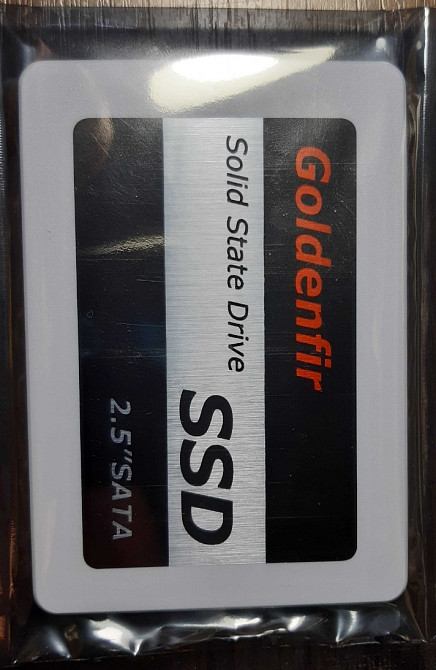 Goldenfir
Solid State Drive
SSD
2.5"SATA